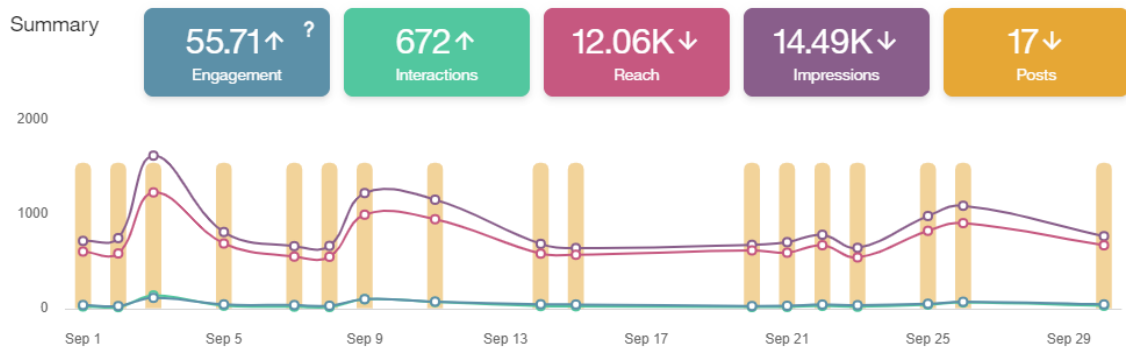 Summary
55.71↑ ?
Engagement
672↑
Interactions
12.06K↓
Reach
14.49K↓
Impressions
17↓
Posts
2000
1000
0
Sep 1 Sep 5 Sep 9 Sep 13 Sep 17 Sep 21 Sep 25 Sep 29